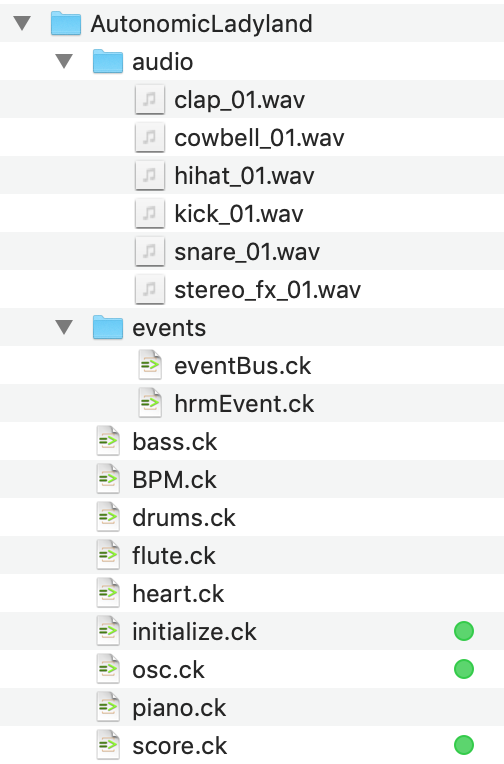 AutonomicLadyland
audio
clap_01.wav
cowbell_01.wav
hihat_01.wav
kick_01.wav
snare_01.wav
stereo_fx_01.wav
events
eventBus.ck
hrmEvent.ck
bass.ck
BPM.ck
drums.ck
flute.ck
heart.ck
initialize.ck
osc.ck
piano.ck
score.ck